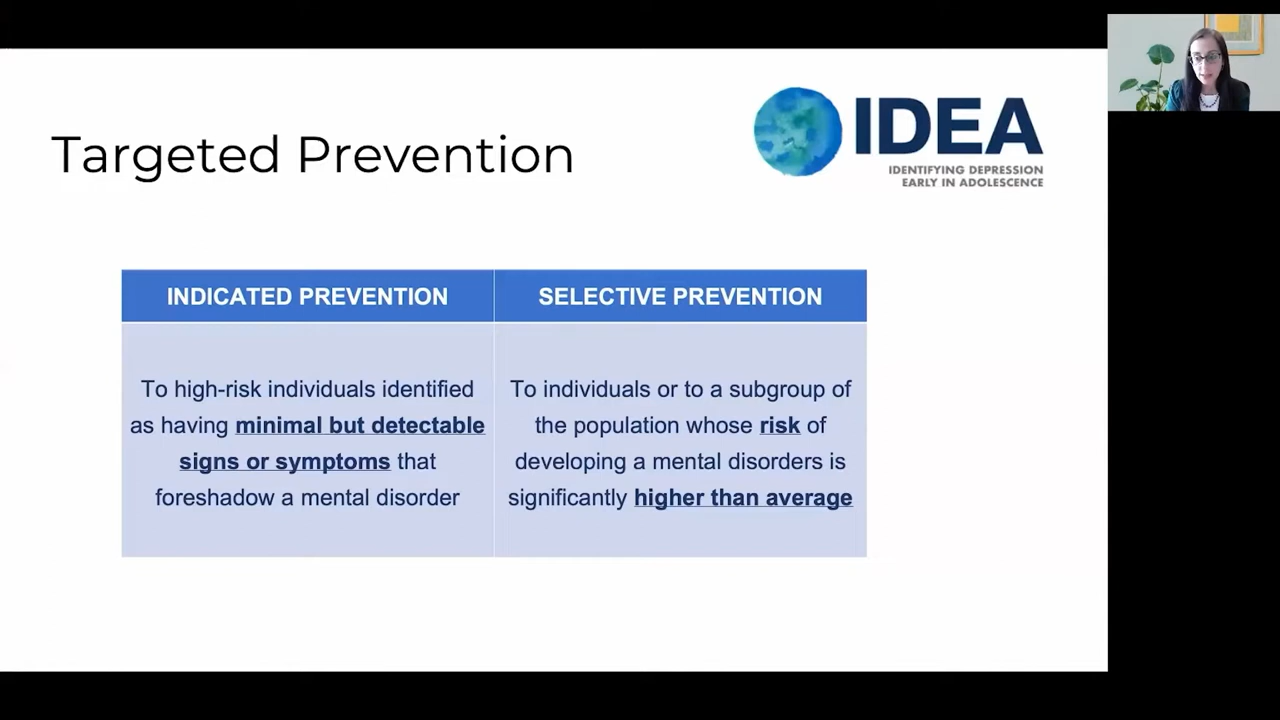 Targeted Prevention
IDEA
IDENTIFYING DEPRESSION
EARLY IN ADOLESCENCE
INDICATED PREVENTION
To high-risk individuals identified
as having minimal but detectable
signs or symptoms that
foreshadow a mental disorder
SELECTIVE PREVENTION
To individuals or to a subgroup of
the population whose risk of
developing a mental disorders is
significantly higher than average